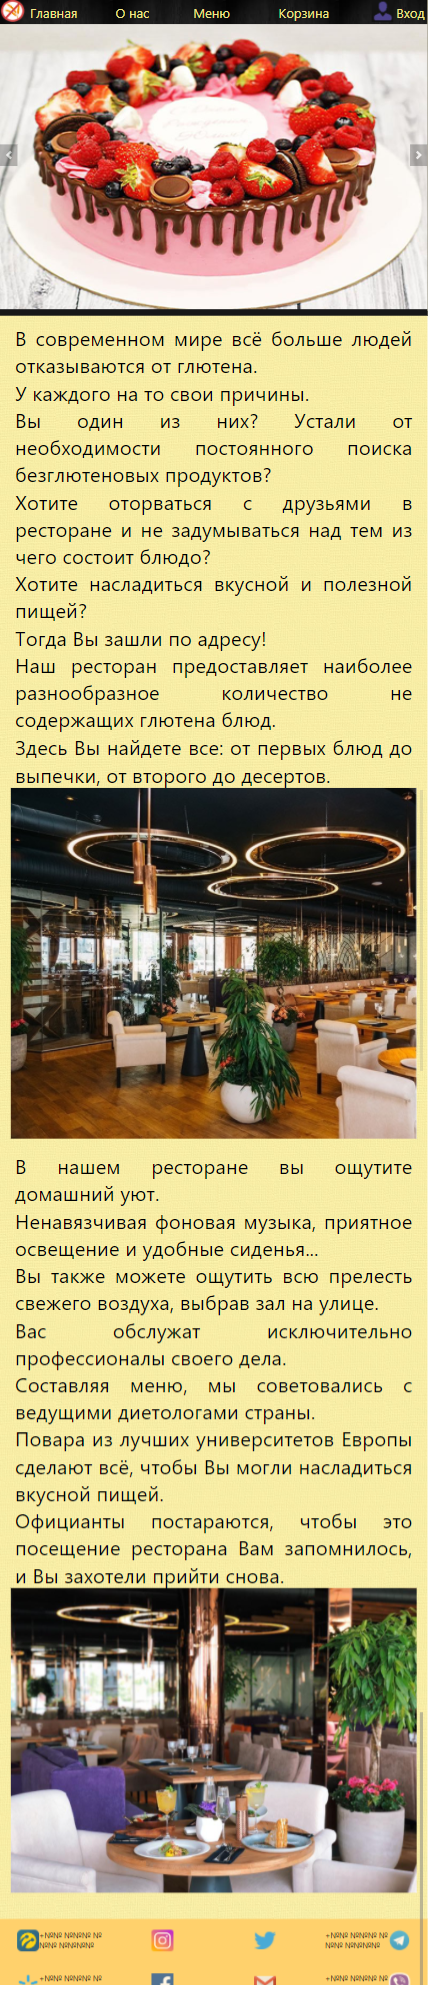 Главная О нас Меню Корзина Вход
В современном мире всё больше людей
отказываются от глютена.
У каждого на то свои причины.
Вы один из них? Устали от
необходимости постоянного поиска
безглютеновых продуктов?
Хотите оторваться с друзьями в
ресторане и не задумываться над тем из
чего состоит блюдо?
Хотите насладиться вкусной и полезной
пищей?
Тогда Вы зашли по адресу!
Наш ресторан предоставляет наиболее
разнообразное количество не
содержащих глютена блюд.
Здесь Вы найдете все: от первых блюд до
выпечки, от второго до десертов.
В нашем ресторане вы ощутите
домашний уют.
Ненавязчивая фоновая музыка, приятное
освещение и удобные сиденья...
Вы также можете ощутить всю прелесть
свежего воздуха, выбрав зал на улице.
Вас обслужат исключительно
профессионалы своего дела.
Составляя меню, мы советовались с
ведущими диетологами страны.
Повара из лучших университетов Европы
сделают всё, чтобы Вы могли насладиться
вкусной пищей.
Официанты постараются, чтобы это
посещение ресторана Вам запомнилось,
и Вы захотели прийти снова.